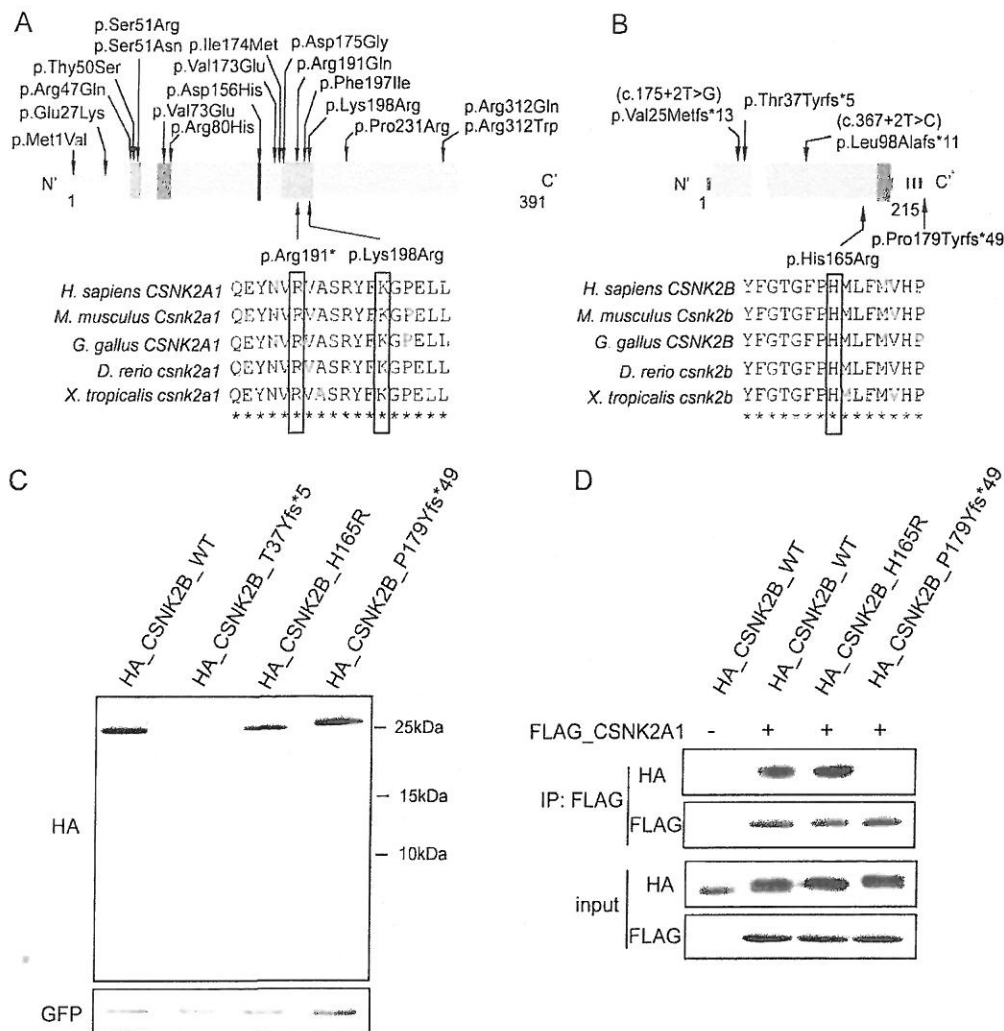 A
p.Ser51Arg
p.Ser51Asn
p.Thy50Ser
p.Arg47Gln
p.Glu27Lys
p.Met1Val
p.Ile174Met
p.Val173Glu
p.Asp156His
p.Val73Glu
p.Arg80His
p.Asp175Gly
p.Arg191Gln
p.Phe197Ile
p.Lys198Arg
p.Pro231Arg
p.Arg312Gln
p.Arg312Trp
N'
1
C'
391
p.Arg191*
p.Lys198Arg
H. sapiens CSNK2A1 QEYNVRVASRYFKGPELL
M. musculus Csnk2a1 QEYNVRVASRYFKGPELL
G. gallus CSNK2A1 QEYNVRVASRYFKGPELL
D. rerio csnk2a1 QEYNVRVASRYFKGPELL
X. tropicalis csnk2a1 QEYNVRVASRYFKGPELL
******************
B
(c.175+2T>G)
p.Val25Metfs*13
p.Thr37Tyrfs*5
(c.367+2T>C)
p.Leu98Alafs*11
N'
1
215
C'
p.Pro179Tyrfs*49
p.His165Arg
H. sapiens CSNK2B YFGTGFPHMLFMVHP
M. musculus Csnk2b YFGTGFPHMLFMVHP
G. gallus CSNK2B YFGTGFPHMLFMVHP
D. rerio csnk2b YFGTGFPHMLFMVHP
X. tropicalis csnk2b YFGTGFPHMLFMVHP
***************
C
HA_CSNK2B_WT
HA_CSNK2B_T37Yfs*5
HA_CSNK2B_H165R
HA_CSNK2B_P179Yfs*49
HA
25kDa
15kDa
10kDa
GFP
D
HA_CSNK2B_WT
HA_CSNK2B_WT
HA_CSNK2B_H165R
HA_CSNK2B_P179Yfs*49
FLAG_CSNK2A1 - + + +
IP: FLAG
HA
FLAG
input
HA
FLAG